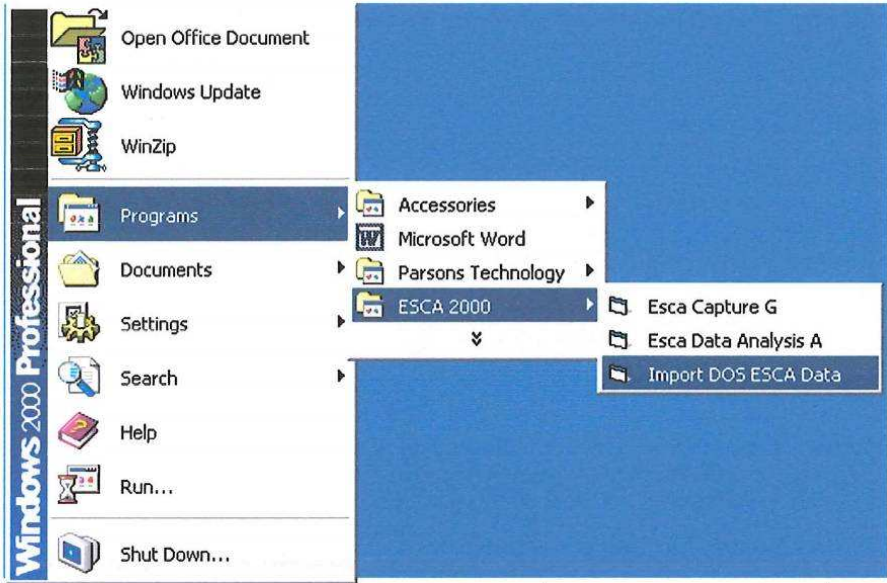 Windows 2000 Professional
Open Office Document
Windows Update
WinZip
Programs
Documents
Settings
Search
Help
Run...
Shut Down...
Accessories
Microsoft Word
Parsons Technology
ESCA 2000
Esca Capture G
Esca Data Analysis A
Import DOS ESCA Data